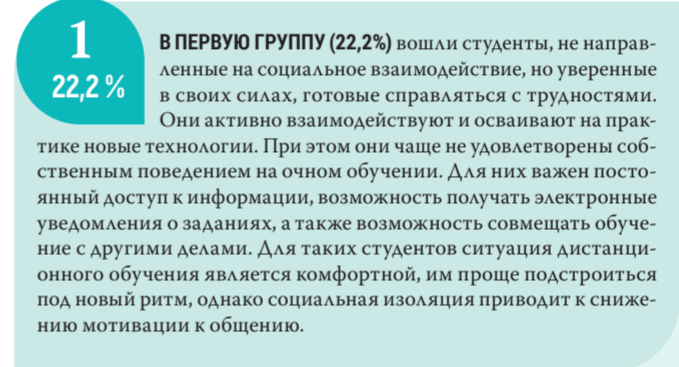 1
22,2 %
В ПЕРВУЮ ГРУППУ (22,2%) вошли студенты, не направ-
ленные на социальное взаимодействие, но уверенные
в своих силах, готовые справляться с трудностями.
Они активно взаимодействуют и осваивают на прак-
тике новые технологии. При этом они чаще не удовлетворены соб-
ственным поведением на очном обучении. Для них важен посто-
янный доступ к информации, возможность получать электронные
уведомления о заданиях, а также возможность совмещать обуче-
ние с другими делами. Для таких студентов ситуация дистанци-
онного обучения является комфортной, им проще подстроиться
под новый ритм, однако социальная изоляция приводит к сниже-
нию мотивации к общению.